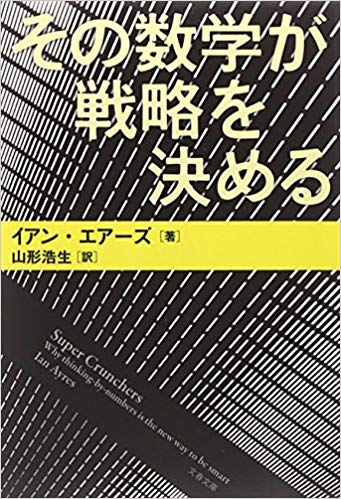 その数学が
戦略を
決める
イアン・エアーズ［著］
山形浩生［訳］
Super Crunchers
Why thinking-by-numbers is the new way to be smart
Ian Ayres
文春文庫